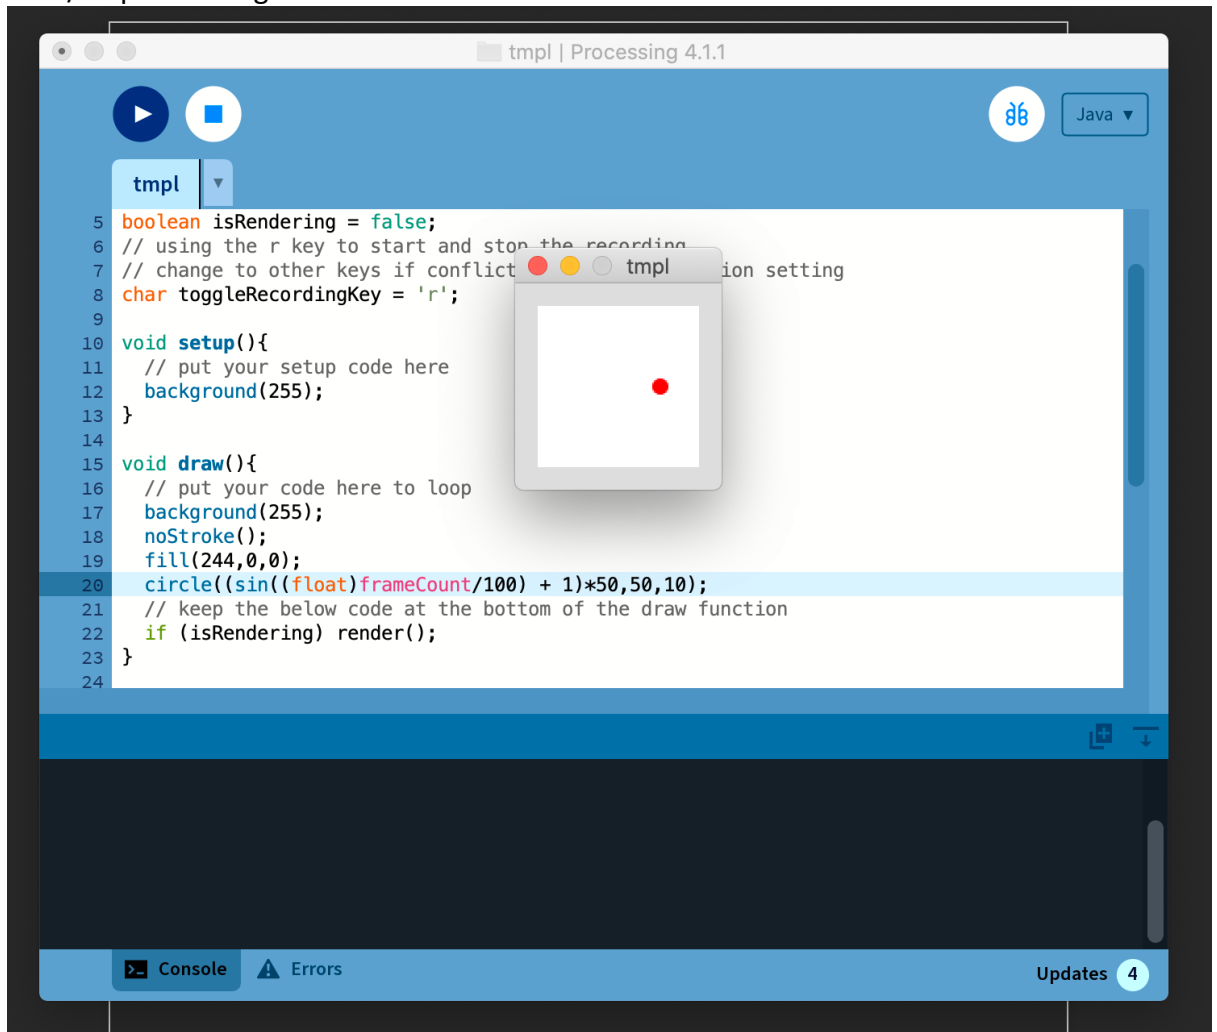 tmpl | Processing 4.1.1
Java ▼
tmpl ▼
5 boolean isRendering = false;
6 // using the r key to start and stop the recording
7 // change to other keys if conflict ion setting
8 char toggleRecordingKey = 'r';
9
10 void setup(){
11 // put your setup code here
12 background(255);
13 }
14
15 void draw(){
16 // put your code here to loop
17 background(255);
18 noStroke();
19 fill(244,0,0);
20 circle((sin((float)frameCount/100) + 1)*50,50,10);
21 // keep the below code at the bottom of the draw function
22 if (isRendering) render();
23 }
24
tmpl
Console Errors
Updates 4